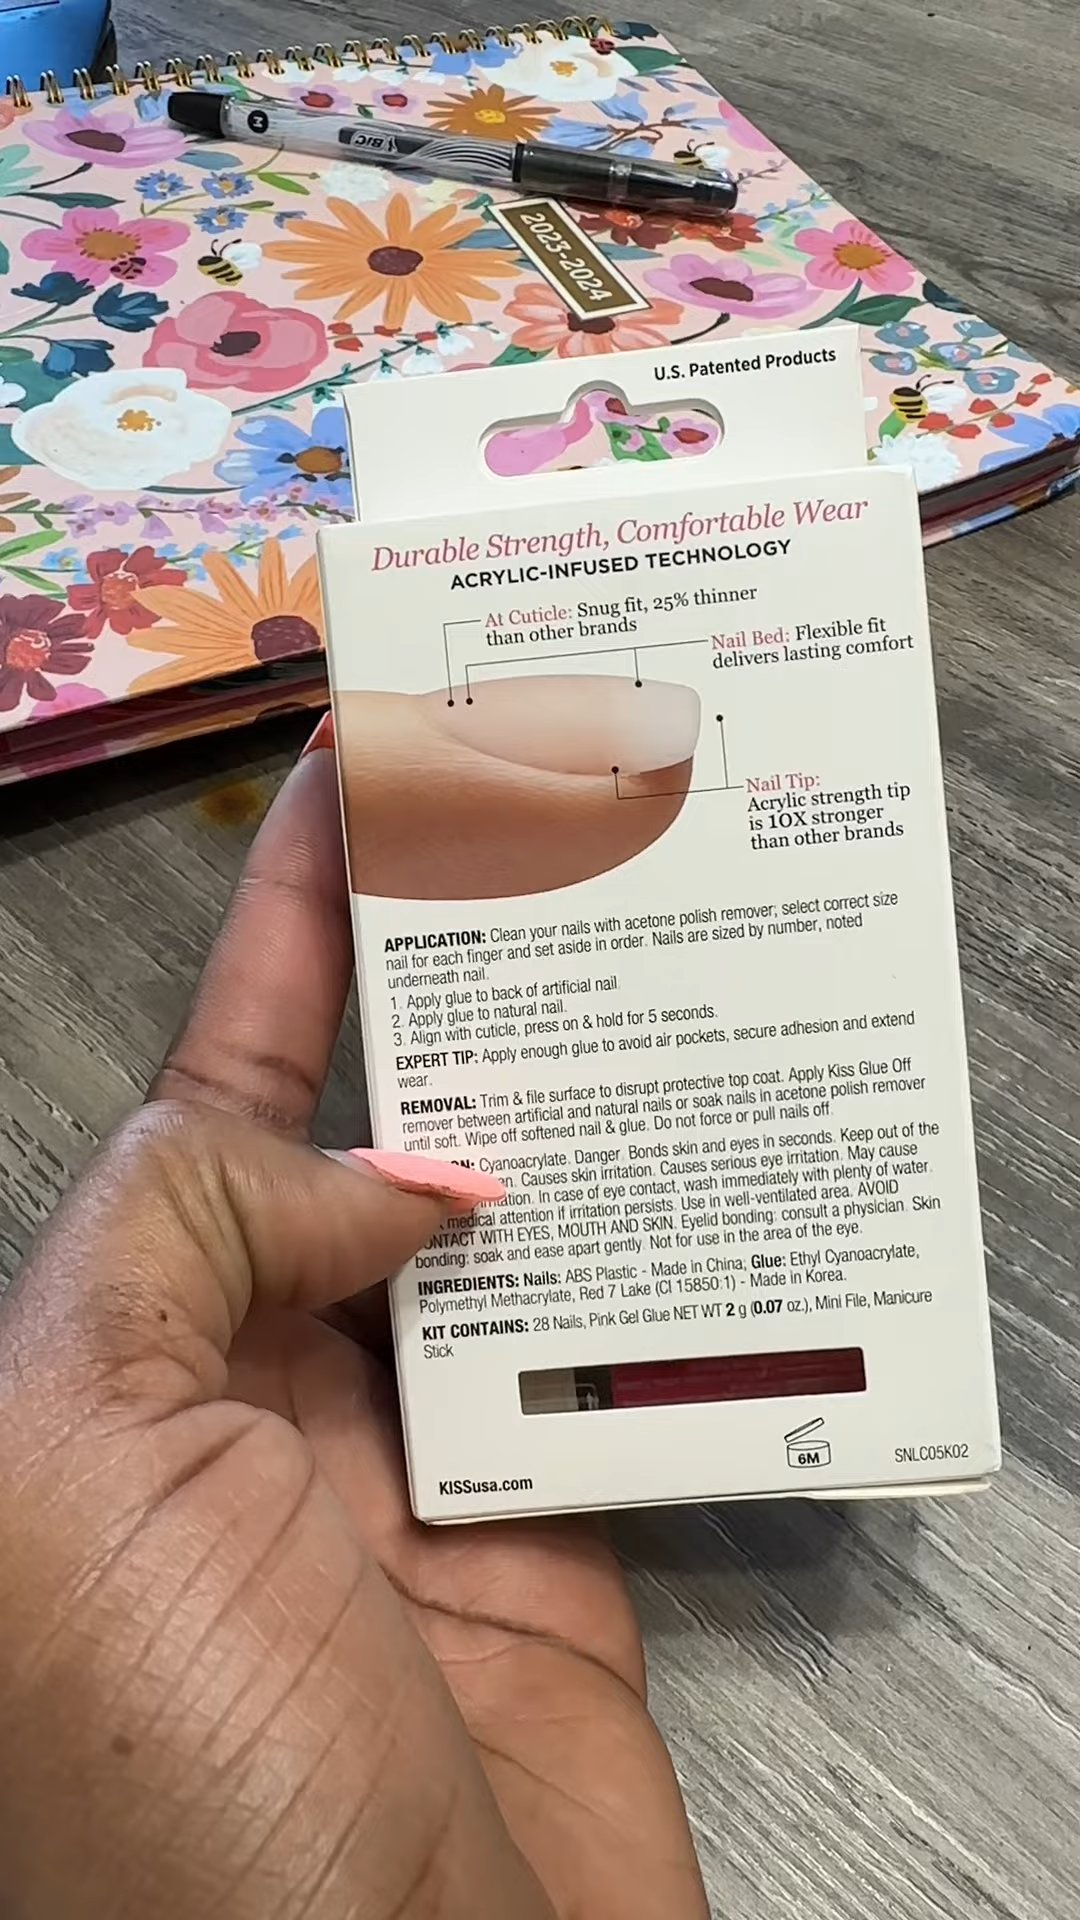 BIC
M
2023-2024
U.S. Patented Products
Durable Strength, Comfortable Wear
ACRYLIC-INFUSED TECHNOLOGY
At Cuticle: Snug fit, 25% thinner
than other brands
Nail Bed: Flexible fit
delivers lasting comfort
Nail Tip:
Acrylic strength tip
is 10X stronger
than other brands
APPLICATION: Clean your nails with acetone polish remover; select correct size
nail for each finger and set aside in order. Nails are sized by number, noted
underneath nail.
1. Apply glue to back of artificial nail.
2. Apply glue to natural nail.
3. Align with cuticle, press on & hold for 5 seconds.
EXPERT TIP: Apply enough glue to avoid air pockets, secure adhesion and extend
wear.
REMOVAL: Trim & file surface to disrupt protective top coat. Apply Kiss Glue Off
remover between artificial and natural nails or soak nails in acetone polish remover
until soft. Wipe off softened nail & glue. Do not force or pull nails off.
Cyanoacrylate. Danger. Bonds skin and eyes in seconds. Keep out of the
Causes skin irritation. Causes serious eye irritation. May cause
In case of eye contact, wash immediately with plenty of water.
medical attention if irritation persists. Use in well-ventilated area. AVOID
WITH EYES, MOUTH AND SKIN. Eyelid bonding: consult a physician. Skin
bonding: soak and ease apart gently. Not for use in the area of the eye.
INGREDIENTS: Nails: ABS Plastic - Made in China; Glue: Ethyl Cyanoacrylate,
Polymethyl Methacrylate, Red 7 Lake (CI 15850:1) - Made in Korea.
KIT CONTAINS: 28 Nails, Pink Gel Glue NET WT 2 g (0.07 oz.), Mini File, Manicure
Stick
6M
SNLC05K02
KISSusa.com